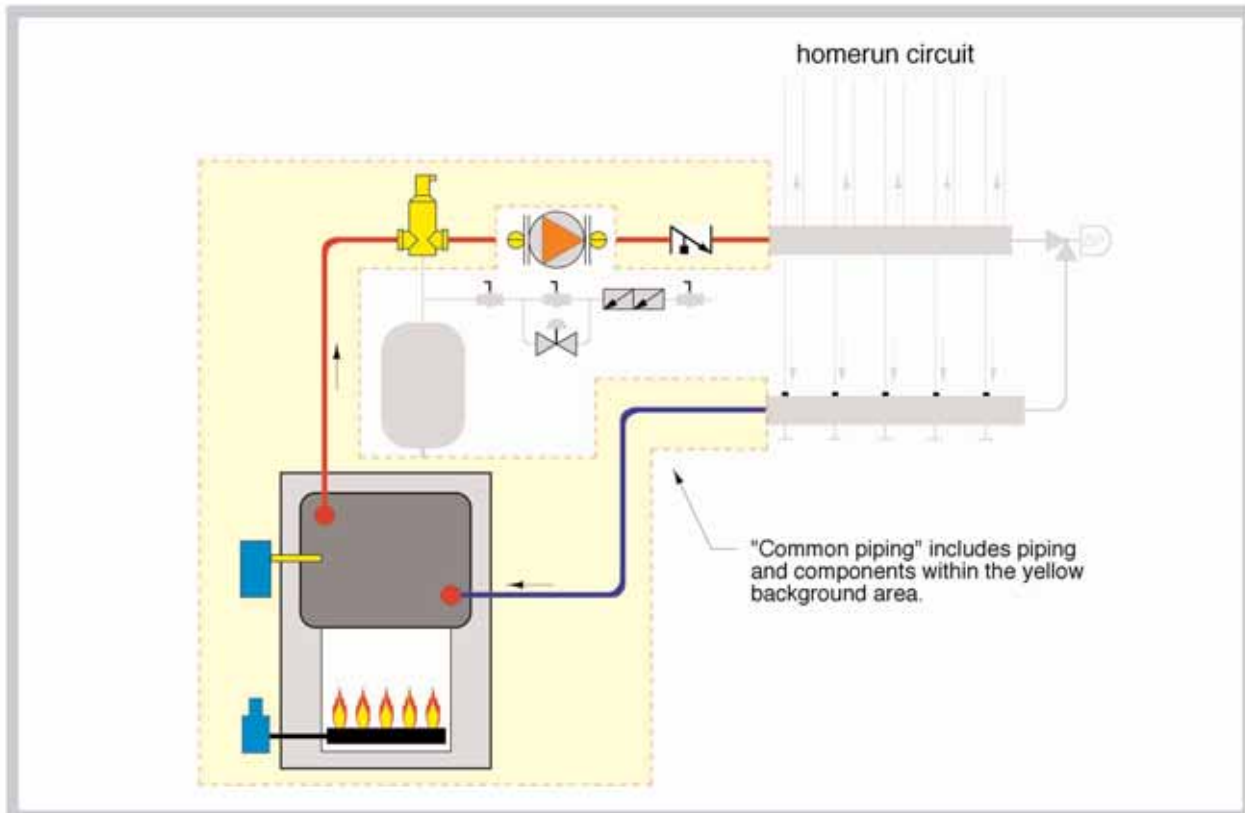 homerun circuit
"Common piping" includes piping
and components within the yellow
background area.